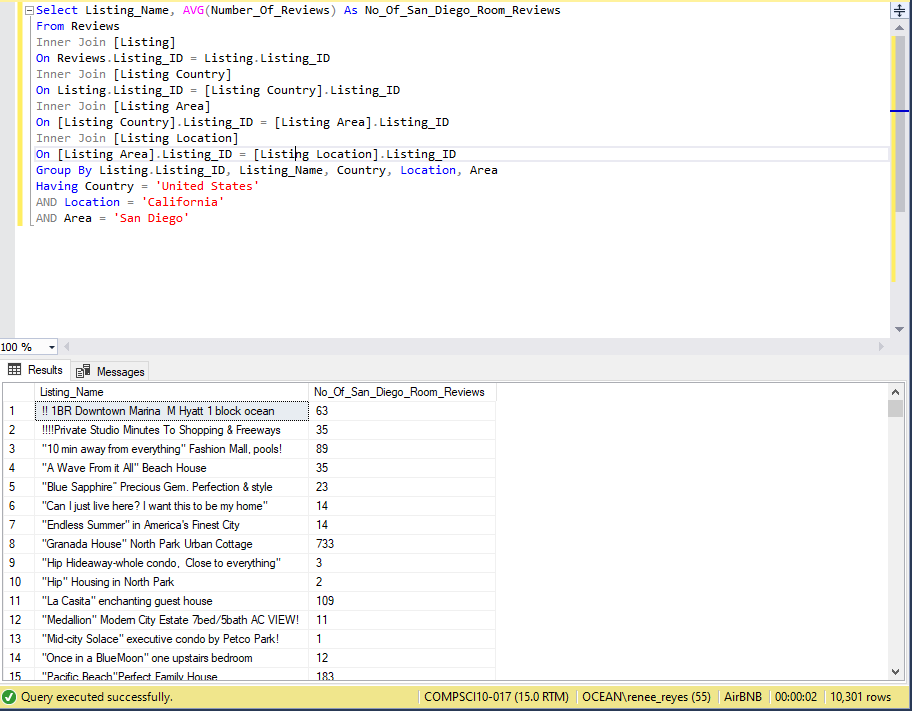 Select Listing_Name, AVG(Number_Of_Reviews) As No_Of_San_Diego_Room_Reviews
From Reviews
Inner Join [Listing]
On Reviews.Listing_ID = Listing.Listing_ID
Inner Join [Listing Country]
On Listing.Listing_ID = [Listing Country].Listing_ID
Inner Join [Listing Area]
On [Listing Country].Listing_ID = [Listing Area].Listing_ID
Inner Join [Listing Location]
On [Listing Area].Listing_ID = [Listing Location].Listing_ID
Group By Listing.Listing_ID, Listing_Name, Country, Location, Area
Having Country = 'United States'
AND Location = 'California'
AND Area = 'San Diego'
100 %
Results Messages
Listing_Name No_Of_San_Diego_Room_Reviews
1 !! 1BR Downtown Marina  M Hyatt 1 block ocean 63
2 !!!!Private Studio Minutes To Shopping & Freeways 35
3 "10 min away from everything" Fashion Mall, pools! 89
4 "A Wave From it All" Beach House 35
5 "Blue Sapphire" Precious Gem. Perfection & style 23
6 "Can I just live here? I want this to be my home" 14
7 "Endless Summer" in America's Finest City 14
8 "Granada House" North Park Urban Cottage 733
9 "Hip Hideaway-whole condo,  Close to everything" 3
10 "Hip" Housing in North Park 2
11 "La Casita" enchanting guest house 109
12 "Medallion" Modern City Estate 7bed/5bath AC VIEW! 11
13 "Mid-city Solace" executive condo by Petco Park! 1
14 "Once in a BlueMoon" one upstairs bedroom 12
15 "Pacific Beach"Perfect Family House 183
Query executed successfully. COMPSCI10-017 (15.0 RTM) OCEAN\renee_reyes (55) AirBNB 00:00:02 10,301 rows